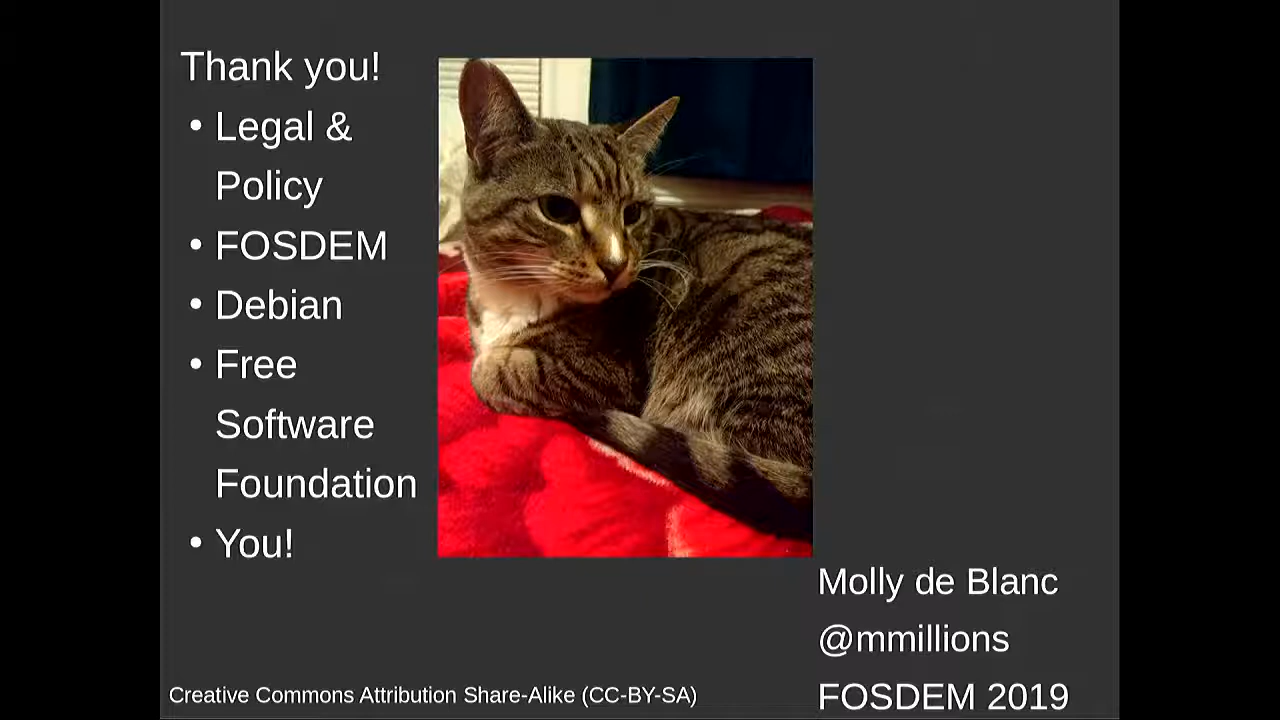 Thank you!
• Legal &
Policy
• FOSDEM
• Debian
• Free
Software
Foundation
• You!
Molly de Blanc
@mmillions
FOSDEM 2019
Creative Commons Attribution Share-Alike (CC-BY-SA)